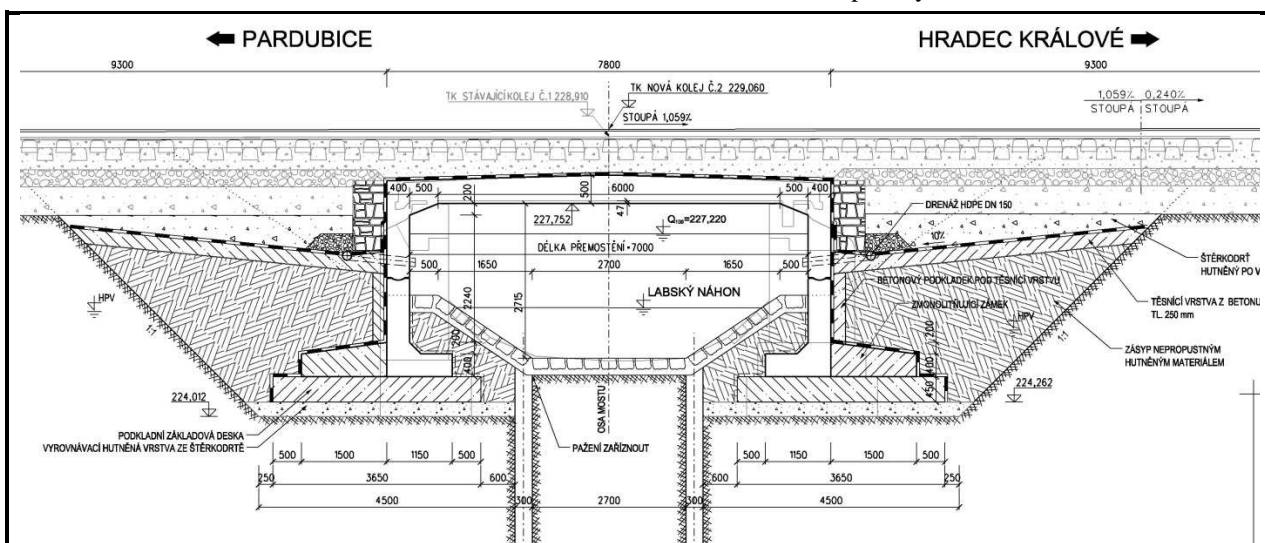 PARDUBICE
HRADEC KRÁLOVÉ
9300
7800
9300
TK STÁVAJÍCÍ KOLEJ Č.1 228,910
TK NOVÁ KOLEJ Č.2 229,060
STOUPÁ 1,059%
1,059% 0,240%
STOUPÁ STOUPÁ
400 500 200 500 6000 500 400
227,752
47
Q₁₀₀=227,220
DRENÁŽ HDPE DN 150
DÉLKA PŘEMOSTĚNÍ=7000
10%
500 1650 2700 1650 500
ŠTĚRKODRŤ
HUTNĚNÝ PO V
BETONOVÝ PODKLADEK POD TĚSNÍCÍ VRSTVU
LABSKÝ NÁHON
2240
2715
HPV
1:1
ZMONOLITŇUJÍCÍ ZÁMEK
HPV
1:1
TĚSNÍCÍ VRSTVA Z BETONU
TL. 250 mm
200
400
200
400
450
ZÁSYP NEPROPUSTNÝM
HUTNĚNÝM MATERIÁLEM
224,012
224,262
OSA MOSTU
PODKLADNÍ ZÁKLADOVÁ DESKA
VYROVNÁVACÍ HUTNĚNÁ VRSTVA ZE ŠTĚRKODRTĚ
PAŽENÍ ZAŘÍZNOUT
500 1500 1150 500
500 1150 1500 500
250 3650 600
600 3650 250
4500 300 2700 300 4500